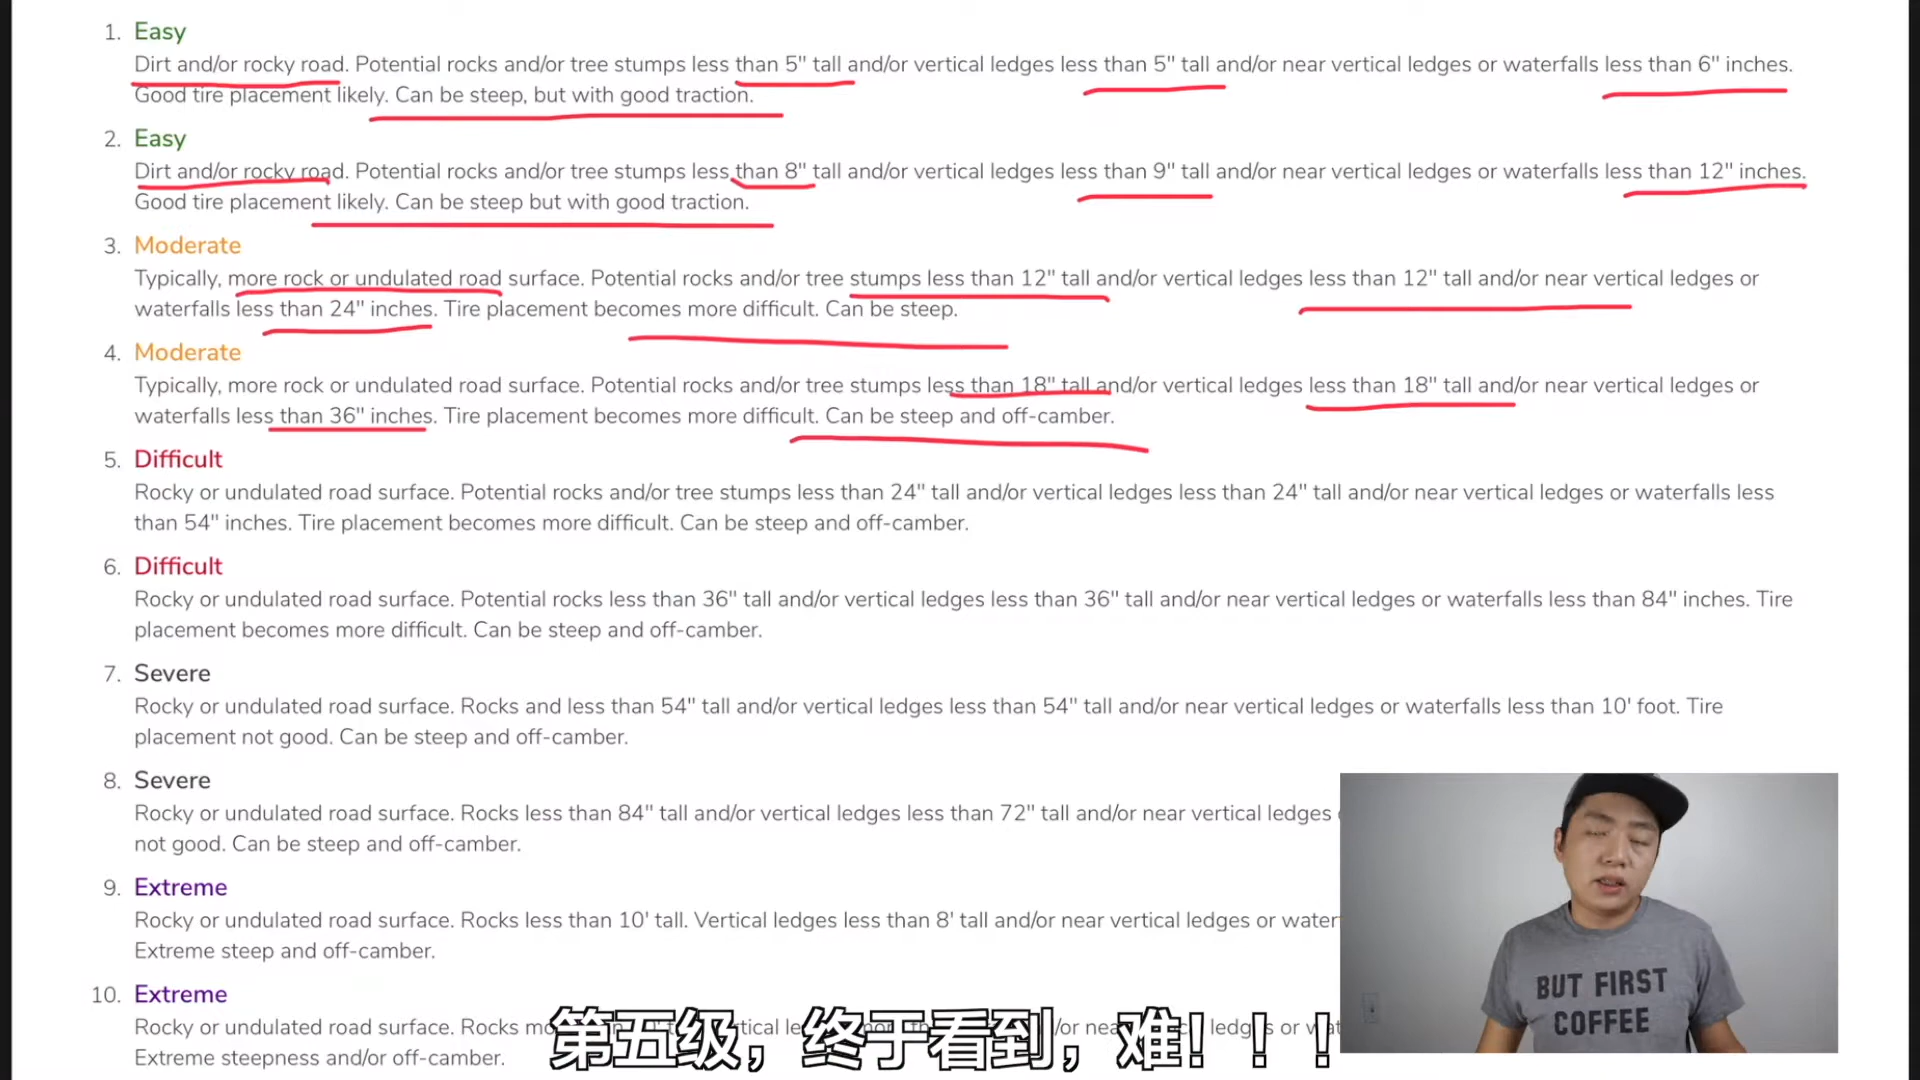 1. Easy
Dirt and/or rocky road. Potential rocks and/or tree stumps less than 5" tall and/or vertical ledges less than 5" tall and/or near vertical ledges or waterfalls less than 6" inches.
Good tire placement likely. Can be steep, but with good traction.
2. Easy
Dirt and/or rocky road. Potential rocks and/or tree stumps less than 8" tall and/or vertical ledges less than 9" tall and/or near vertical ledges or waterfalls less than 12" inches.
Good tire placement likely. Can be steep but with good traction.
3. Moderate
Typically, more rock or undulated road surface. Potential rocks and/or tree stumps less than 12" tall and/or vertical ledges less than 12" tall and/or near vertical ledges or
waterfalls less than 24" inches. Tire placement becomes more difficult. Can be steep.
4. Moderate
Typically, more rock or undulated road surface. Potential rocks and/or tree stumps less than 18" tall and/or vertical ledges less than 18" tall and/or near vertical ledges or
waterfalls less than 36" inches. Tire placement becomes more difficult. Can be steep and off-camber.
5. Difficult
Rocky or undulated road surface. Potential rocks and/or tree stumps less than 24" tall and/or vertical ledges less than 24" tall and/or near vertical ledges or waterfalls less
than 54" inches. Tire placement becomes more difficult. Can be steep and off-camber.
6. Difficult
Rocky or undulated road surface. Potential rocks less than 36" tall and/or vertical ledges less than 36" tall and/or near vertical ledges or waterfalls less than 84" inches. Tire
placement becomes more difficult. Can be steep and off-camber.
7. Severe
Rocky or undulated road surface. Rocks and less than 54" tall and/or vertical ledges less than 54" tall and/or near vertical ledges or waterfalls less than 10' foot. Tire
placement not good. Can be steep and off-camber.
8. Severe
Rocky or undulated road surface. Rocks less than 84" tall and/or vertical ledges less than 72" tall and/or near vertical ledges
not good. Can be steep and off-camber.
9. Extreme
Rocky or undulated road surface. Rocks less than 10' tall. Vertical ledges less than 8' tall and/or near vertical ledges or water
Extreme steep and off-camber.
10. Extreme
Rocky or undulated road surface. Rocks
Extreme steepness and/or off-camber.
BUT FIRST
COFFEE
第五级，终于看到，难！！！